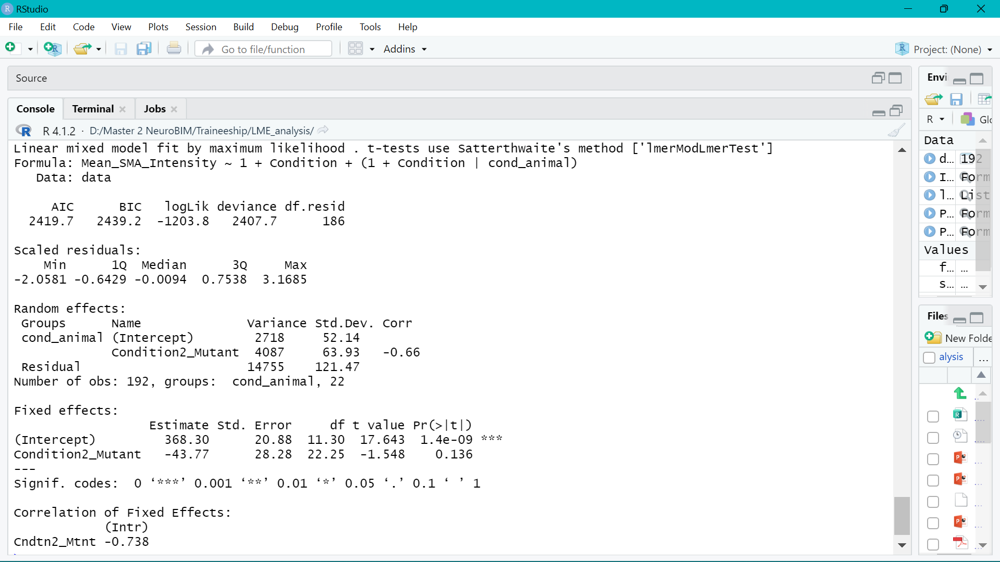 RStudio
File Edit Code View Plots Session Build Debug Profile Tools Help
Go to file/function Addins Project: (None)
Source
Console Terminal Jobs
R 4.1.2 · D:/Master 2 NeuroBIM/Traineeship/LME_analysis/
Linear mixed model fit by maximum likelihood . t-tests use Satterthwaite's method ['lmerModLmerTest']
Formula: Mean_SMA_Intensity ~ 1 + Condition + (1 + Condition | cond_animal)
Data: data
AIC BIC logLik deviance df.resid
2419.7 2439.2 -1203.8 2407.7 186
Scaled residuals:
Min 1Q Median 3Q Max
-2.0581 -0.6429 -0.0094 0.7538 3.1685
Random effects:
Groups Name Variance Std.Dev. Corr
cond_animal (Intercept) 2718 52.14
Condition2_Mutant 4087 63.93 -0.66
Residual 14755 121.47
Number of obs: 192, groups: cond_animal, 22
Fixed effects:
Estimate Std. Error df t value Pr(>|t|)
(Intercept) 368.30 20.88 11.30 17.643 1.4e-09 ***
Condition2_Mutant -43.77 28.28 22.25 -1.548 0.136
---
Signif. codes: 0 ‘***’ 0.001 ‘**’ 0.01 ‘*’ 0.05 ‘.’ 0.1 ‘ ’ 1
Correlation of Fixed Effects:
(Intr)
Cndtn2_Mtnt -0.738
Envi
R Glo
Data
d... 192
I... Form
l... List
P... Form
P... Form
Values
f... ...
s... ...
Files
New Folde
alysis ...